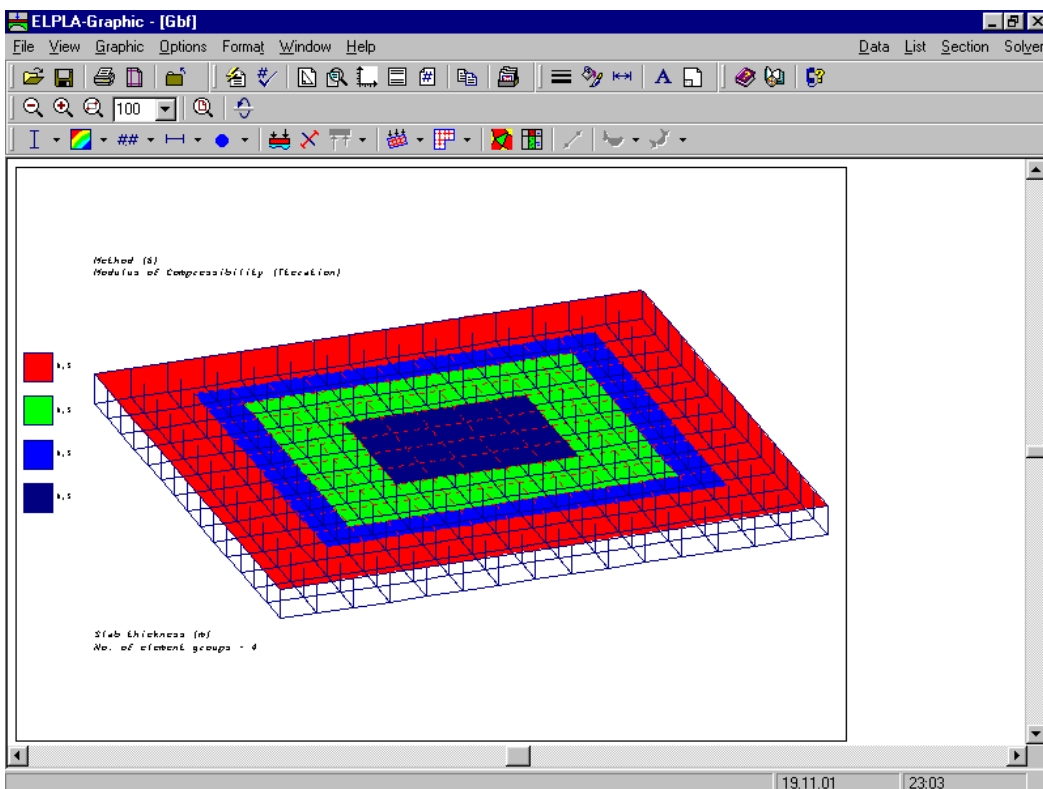 ELPLA-Graphic - [Gbf]
File View Graphic Options Format Window Help Data List Section Solver
100
Method (6)
Modulus of Compressibility (Iteration)
Slab thickness (m)
No. of element groups - 4
19.11.01 23:03